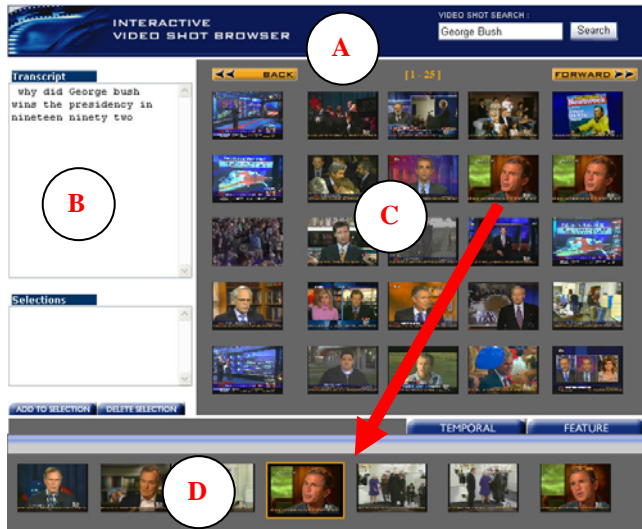 INTERACTIVE
VIDEO SHOT BROWSER
VIDEO SHOT SEARCH :
George Bush
Search
A
Transcript
BACK
[1 - 25]
FORWARD
why did George bush
wins the presidency in
nineteen ninety two
B
C
Selections
ADD TO SELECTION
DELETE SELECTION
TEMPORAL
FEATURE
D